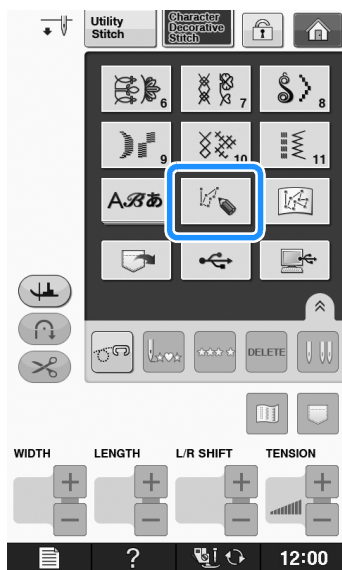 Utility
Stitch
Character
Decorative
Stitch
6
7
8
9
10
11
Aℬあ
DELETE
WIDTH
LENGTH
L/R SHIFT
TENSION
+ + + +
− − − −
?
12:00